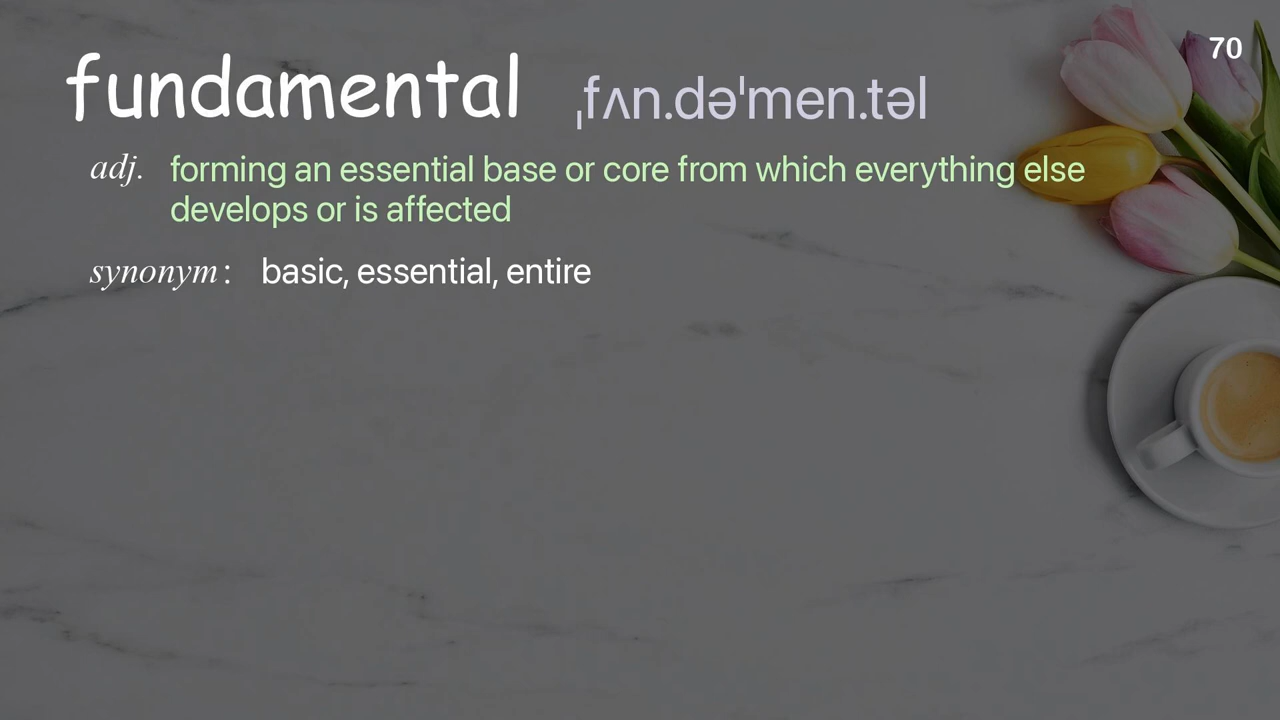 70
fundamental ˌfʌn.dəˈmen.təl
adj. forming an essential base or core from which everything else
develops or is affected
synonym : basic, essential, entire